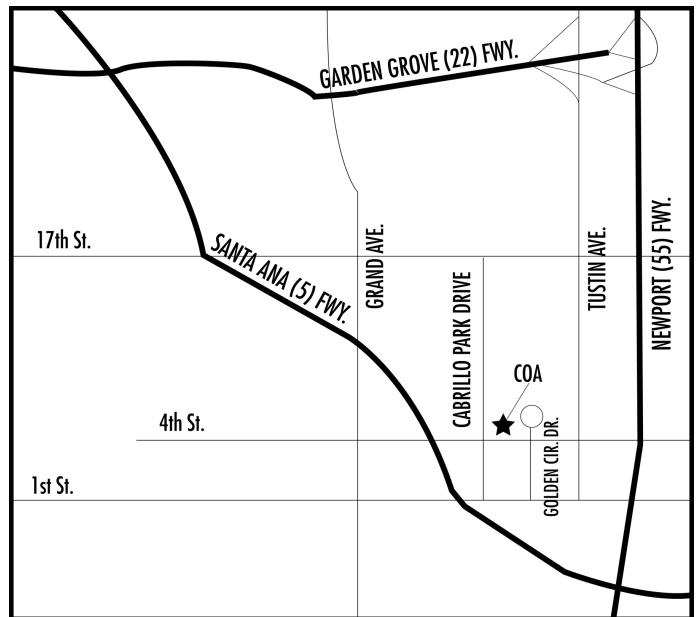 GARDEN GROVE (22) FWY.
17th St.
SANTA ANA (5) FWY.
GRAND AVE.
CABRILLO PARK DRIVE
TUSTIN AVE.
NEWPORT (55) FWY.
COA
4th St.
GOLDEN CIR. DR.
1st St.